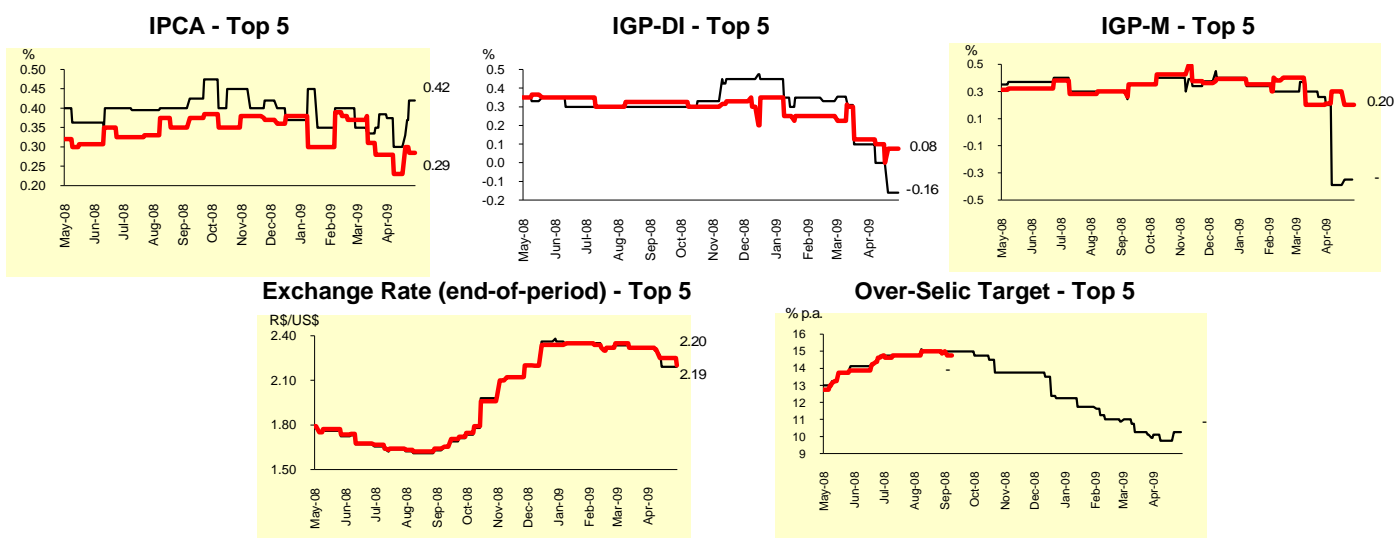 IPCA - Top 5
%
0.50
0.45
0.40
0.35
0.30
0.25
0.20
0.42
0.29
May-08
Jun-08
Jul-08
Aug-08
Sep-08
Oct-08
Nov-08
Dec-08
Jan-09
Feb-09
Mar-09
Apr-09
IGP-DI - Top 5
%
0.5
0.4
0.3
0.2
0.1
0.0
-0.1
-0.2
0.08
-0.16
May-08
Jun-08
Jul-08
Aug-08
Sep-08
Oct-08
Nov-08
Dec-08
Jan-09
Feb-09
Mar-09
Apr-09
IGP-M - Top 5
%
0.5
0.3
0.1
-0.1
-0.3
-0.5
0.20
-
May-08
Jun-08
Jul-08
Aug-08
Sep-08
Oct-08
Nov-08
Dec-08
Jan-09
Feb-09
Mar-09
Apr-09
Exchange Rate (end-of-period) - Top 5
R$/US$
2.40
2.10
1.80
1.50
2.20
2.19
May-08
Jun-08
Jul-08
Aug-08
Sep-08
Oct-08
Nov-08
Dec-08
Jan-09
Feb-09
Mar-09
Apr-09
Over-Selic Target - Top 5
% p.a.
16
15
14
13
12
11
10
9
-
-
May-08
Jun-08
Jul-08
Aug-08
Sep-08
Oct-08
Nov-08
Dec-08
Jan-09
Feb-09
Mar-09
Apr-09